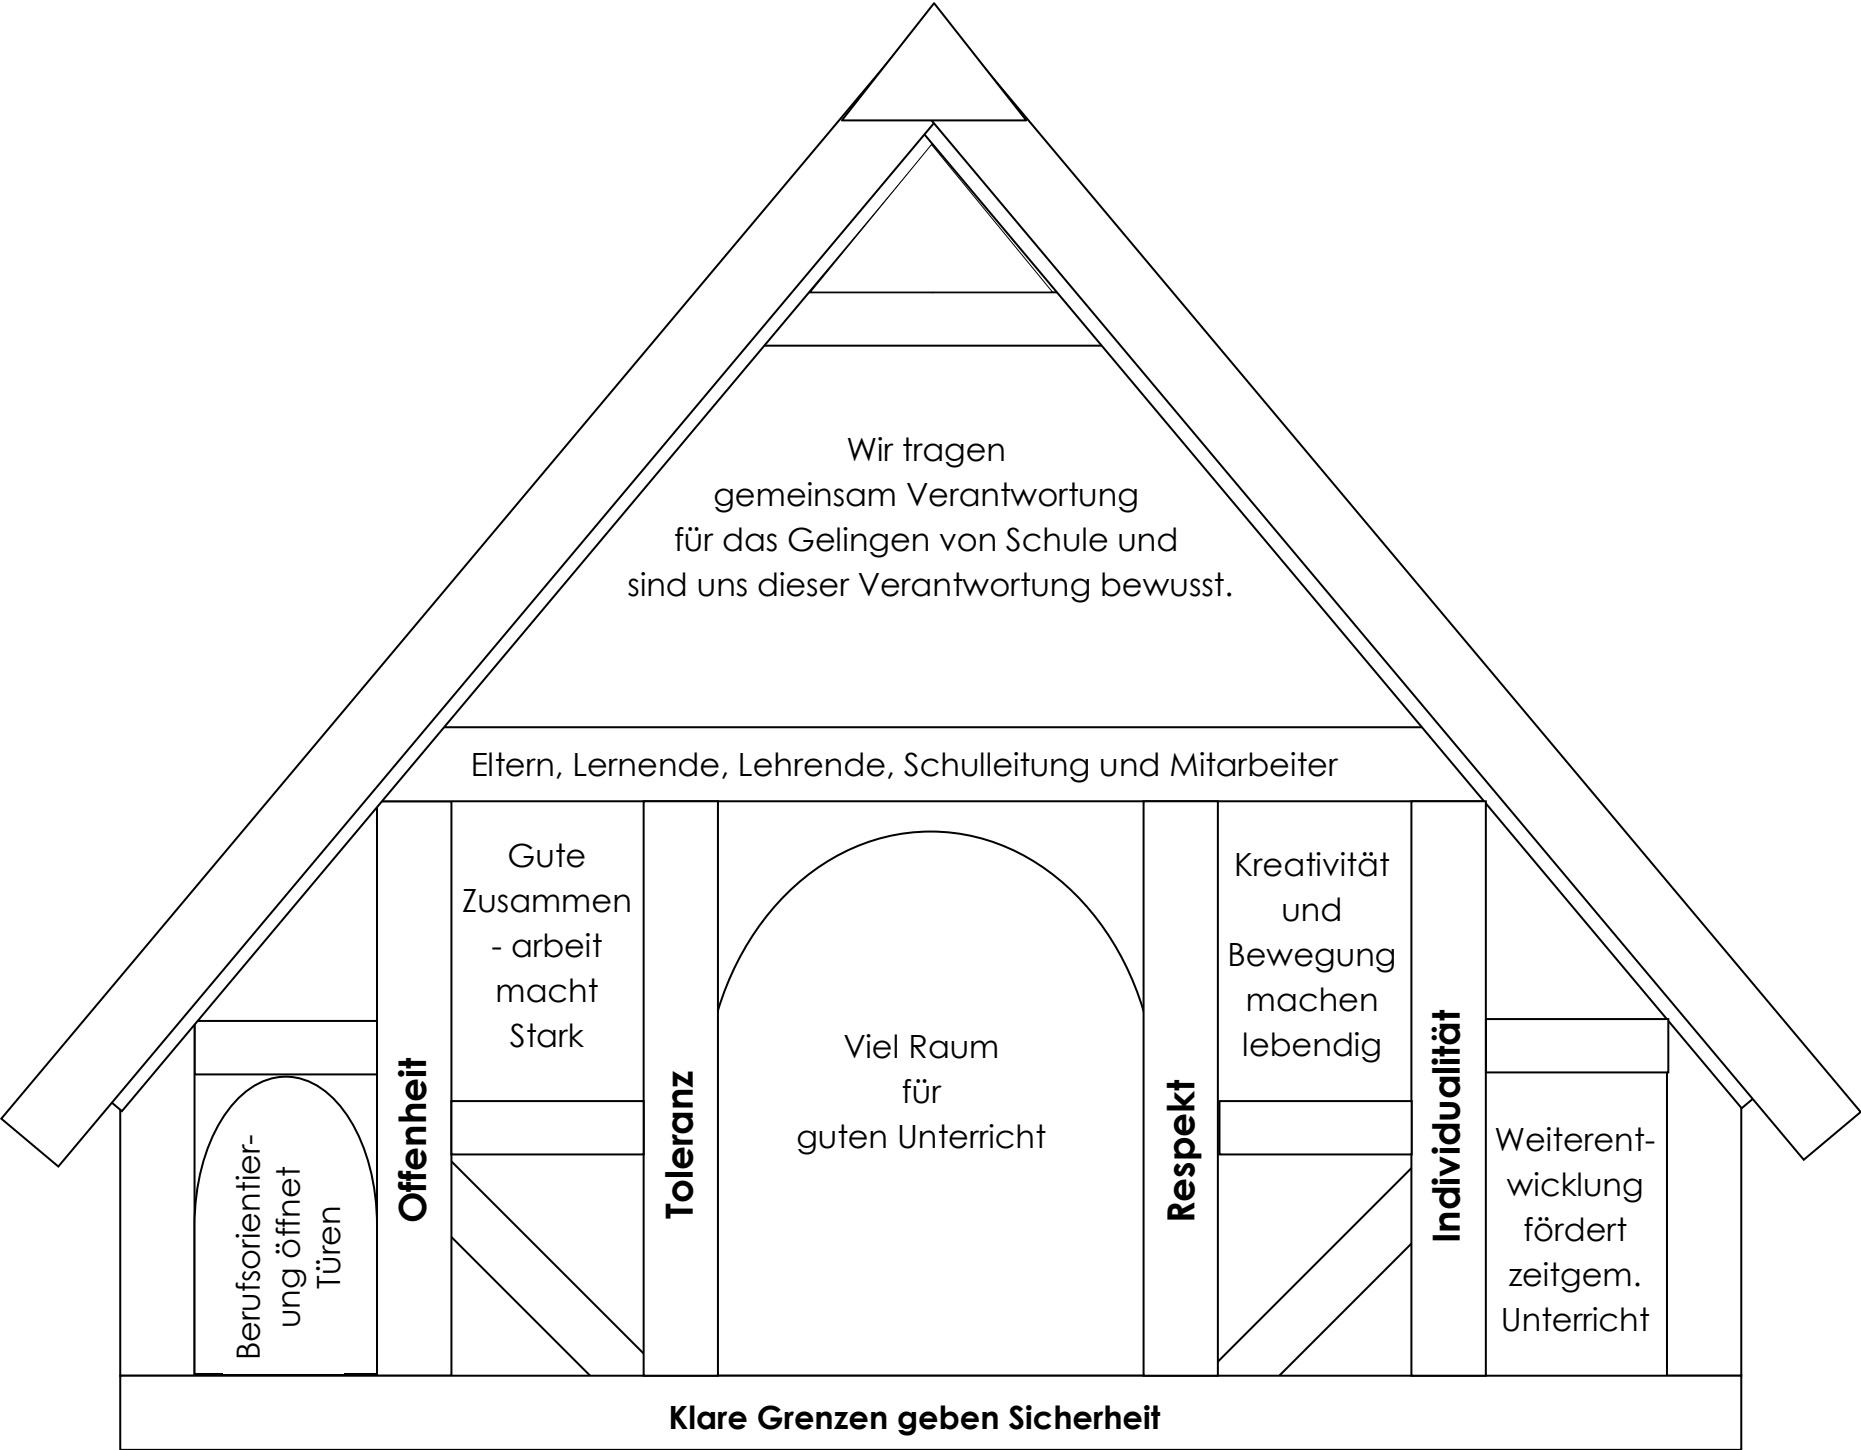 Wir tragen
gemeinsam Verantwortung
für das Gelingen von Schule und
sind uns dieser Verantwortung bewusst.
Eltern, Lernende, Lehrende, Schulleitung und Mitarbeiter
Berufsorientier-
ung öffnet
Türen
Offenheit
Gute
Zusammen
- arbeit
macht
Stark
Toleranz
Viel Raum
für
guten Unterricht
Respekt
Kreativität
und
Bewegung
machen
lebendig
Individualität
Weiterent-
wicklung
fördert
zeitgem.
Unterricht
Klare Grenzen geben Sicherheit